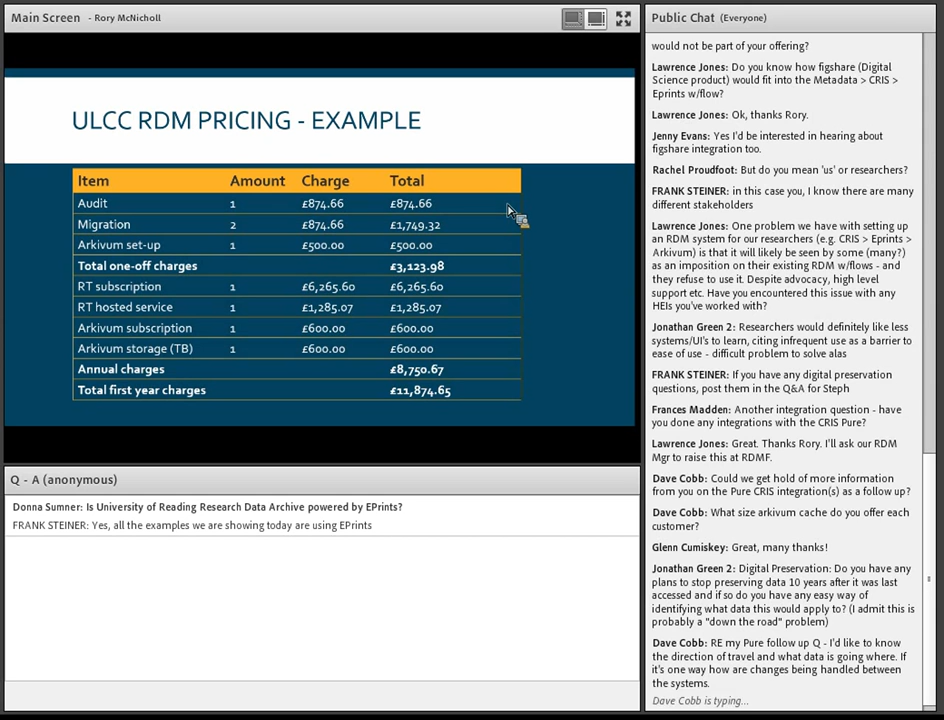 Main Screen - Rory McNicholl
ULCC RDM PRICING - EXAMPLE
Item Amount Charge Total
Audit 1 £874.66 £874.66
Migration 2 £874.66 £1,749.32
Arkivum set-up 1 £500.00 £500.00
Total one-off charges £3,123.98
RT subscription 1 £6,265.60 £6,265.60
RT hosted service 1 £1,285.07 £1,285.07
Arkivum subscription 1 £600.00 £600.00
Arkivum storage (TB) 1 £600.00 £600.00
Annual charges £8,750.67
Total first year charges £11,874.65
Q - A (anonymous)
Donna Sumner: Is University of Reading Research Data Archive powered by EPrints?
FRANK STEINER: Yes, all the examples we are showing today are using EPrints
Public Chat (Everyone)
would not be part of your offering?
Lawrence Jones: Do you know how figshare (Digital
Science product) would fit into the Metadata > CRIS >
Eprints w/flow?
Lawrence Jones: Ok, thanks Rory.
Jenny Evans: Yes I'd be interested in hearing about
figshare integration too.
Rachel Proudfoot: But do you mean 'us' or researchers?
FRANK STEINER: in this case you, I know there are many
different stakeholders
Lawrence Jones: One problem we have with setting up
an RDM system for our researchers (e.g. CRIS > Eprints >
Arkivum) is that it will likely be seen by some (many?)
as an imposition on their existing RDM w/flows - and
they refuse to use it. Despite advocacy, high level
support etc. Have you encountered this issue with any
HEIs you've worked with?
Jonathan Green 2: Researchers would definitely like less
systems/UI's to learn, citing infrequent use as a barrier to
ease of use - difficult problem to solve alas
FRANK STEINER: If you have any digital preservation
questions, post them in the Q&A for Steph
Frances Madden: Another integration question - have
you done any integrations with the CRIS Pure?
Lawrence Jones: Great. Thanks Rory. I'll ask our RDM
Mgr to raise this at RDMF.
Dave Cobb: Could we get hold of more information
from you on the Pure CRIS integration(s) as a follow up?
Dave Cobb: What size arkivum cache do you offer each
customer?
Glenn Cumiskey: Great, many thanks!
Jonathan Green 2: Digital Preservation: Do you have any
plans to stop preserving data 10 years after it was last
accessed and if so do you have any easy way of
identifying what data this would apply to? (I admit this is
probably a "down the road" problem)
Dave Cobb: RE my Pure follow up Q - I'd like to know
the direction of travel and what data is going where. If
it's one way how are changes being handled between
the systems.
Dave Cobb is typing...